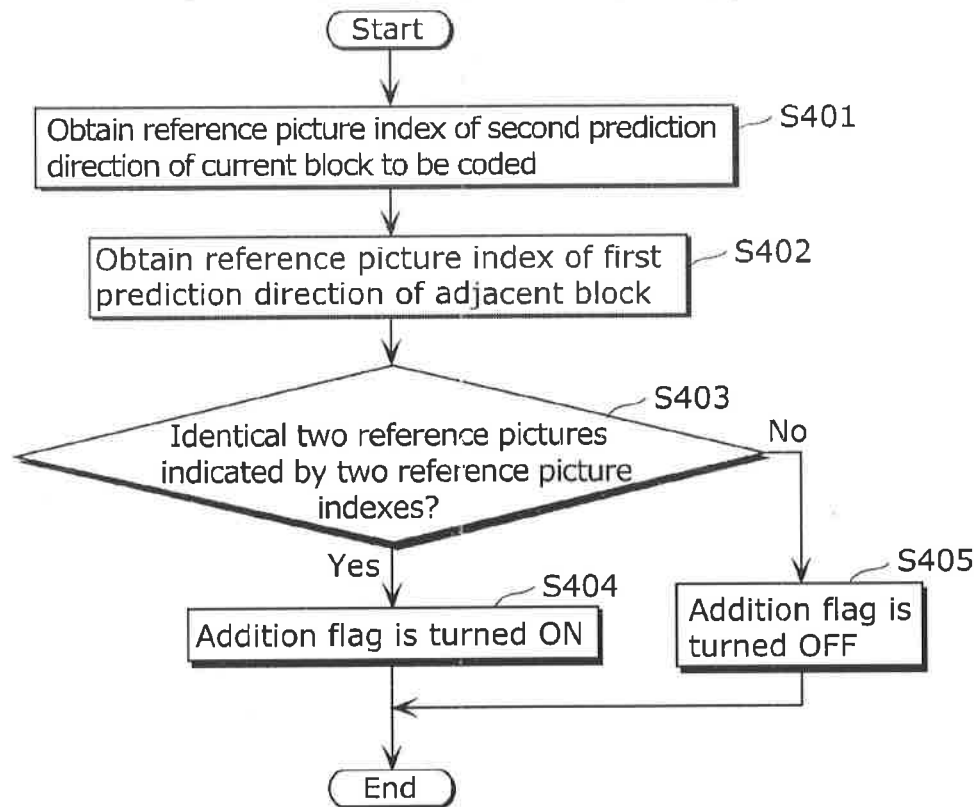 Start
S401
Obtain reference picture index of second prediction
direction of current block to be coded
S402
Obtain reference picture index of first
prediction direction of adjacent block
S403
Identical two reference pictures
indicated by two reference picture
indexes?
No
Yes
S404
Addition flag is turned ON
S405
Addition flag is
turned OFF
End